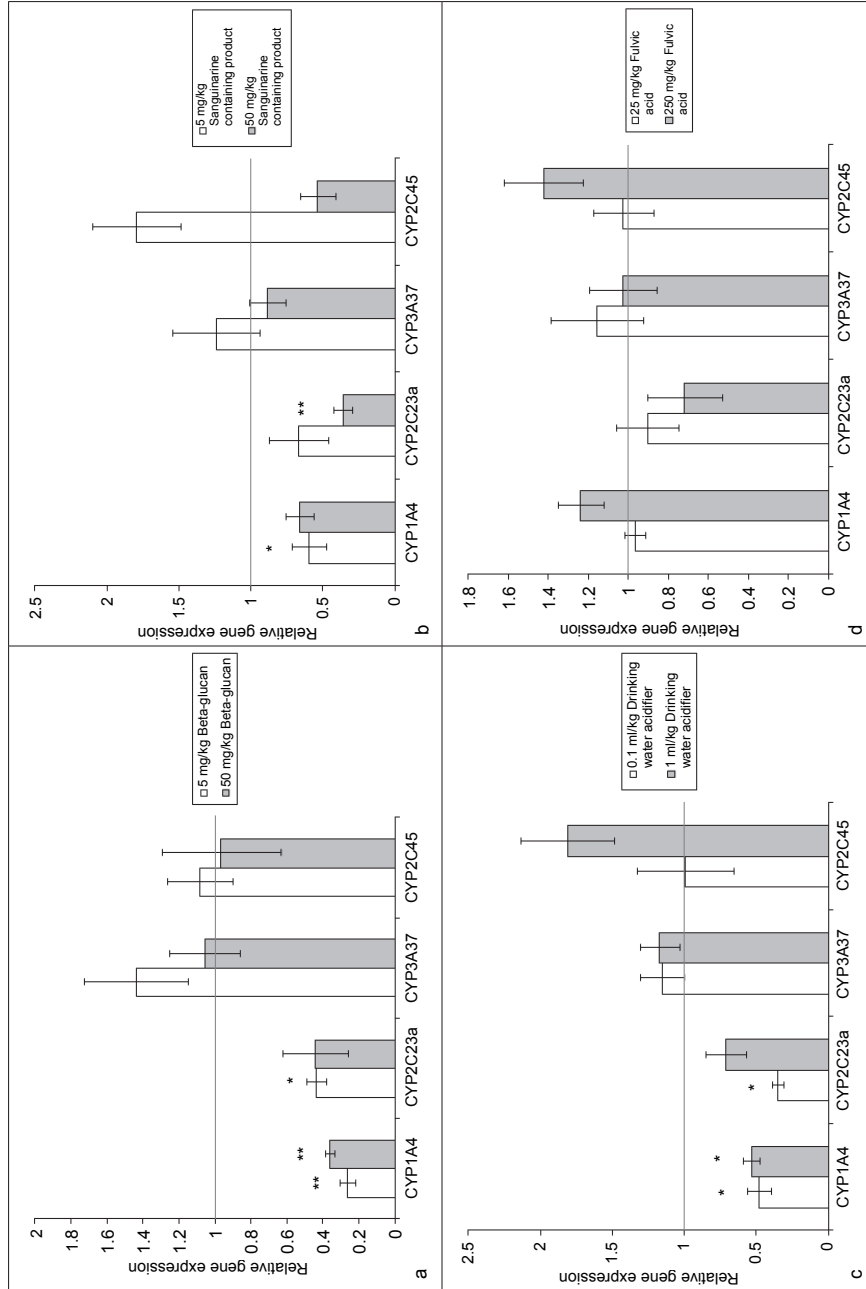 2
1.8
1.6
1.4
1.2
1
0.8
0.6
0.4
0.2
0
Relative gene expression
a
**
**
*
CYP1A4
CYP2C23a
CYP3A37
CYP2C45
5 mg/kg Beta-glucan
50 mg/kg Beta-glucan
2.5
2
1.5
1
0.5
0
Relative gene expression
b
*
**
CYP1A4
CYP2C23a
CYP3A37
CYP2C45
5 mg/kg
Sanguinarine
containing product
50 mg/kg
Sanguinarine
containing product
2.5
2
1.5
1
0.5
0
Relative gene expression
c
*
*
*
CYP1A4
CYP2C23a
CYP3A37
CYP2C45
0.1 ml/kg Drinking
water acidifier
1 ml/kg Drinking
water acidifier
1.8
1.6
1.4
1.2
1
0.8
0.6
0.4
0.2
0
Relative gene expression
d
CYP1A4
CYP2C23a
CYP3A37
CYP2C45
25 mg/kg Fulvic
acid
250 mg/kg Fulvic
acid